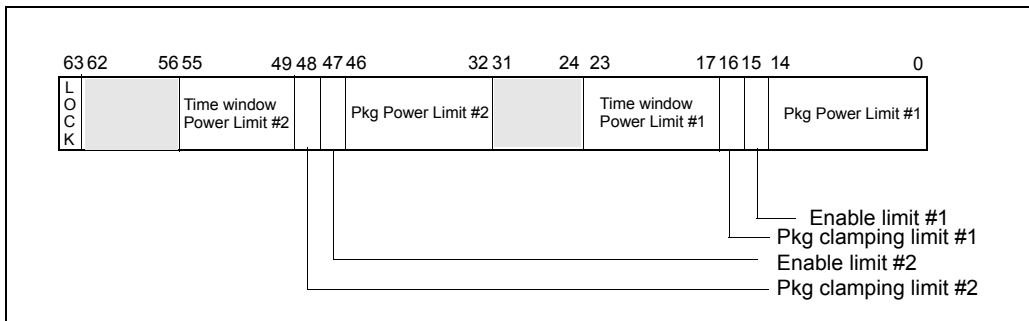 63 62 56 55 49 48 47 46 32 31 24 23 17 16 15 14 0
L
O
C
K
Time window
Power Limit #2
Pkg Power Limit #2
Time window
Power Limit #1
Pkg Power Limit #1
Enable limit #1
Pkg clamping limit #1
Enable limit #2
Pkg clamping limit #2